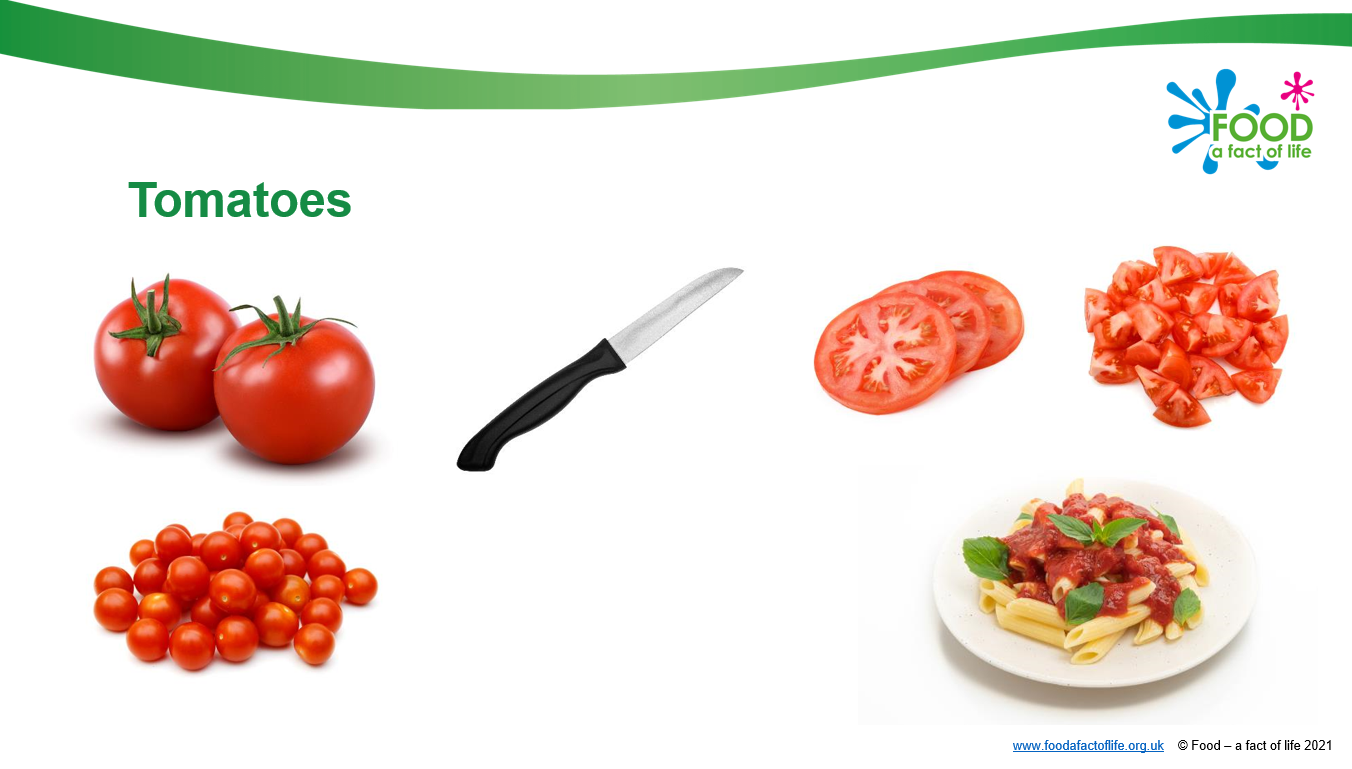 FOOD
a fact of life
Tomatoes
www.foodafactoflife.org.uk © Food – a fact of life 2021